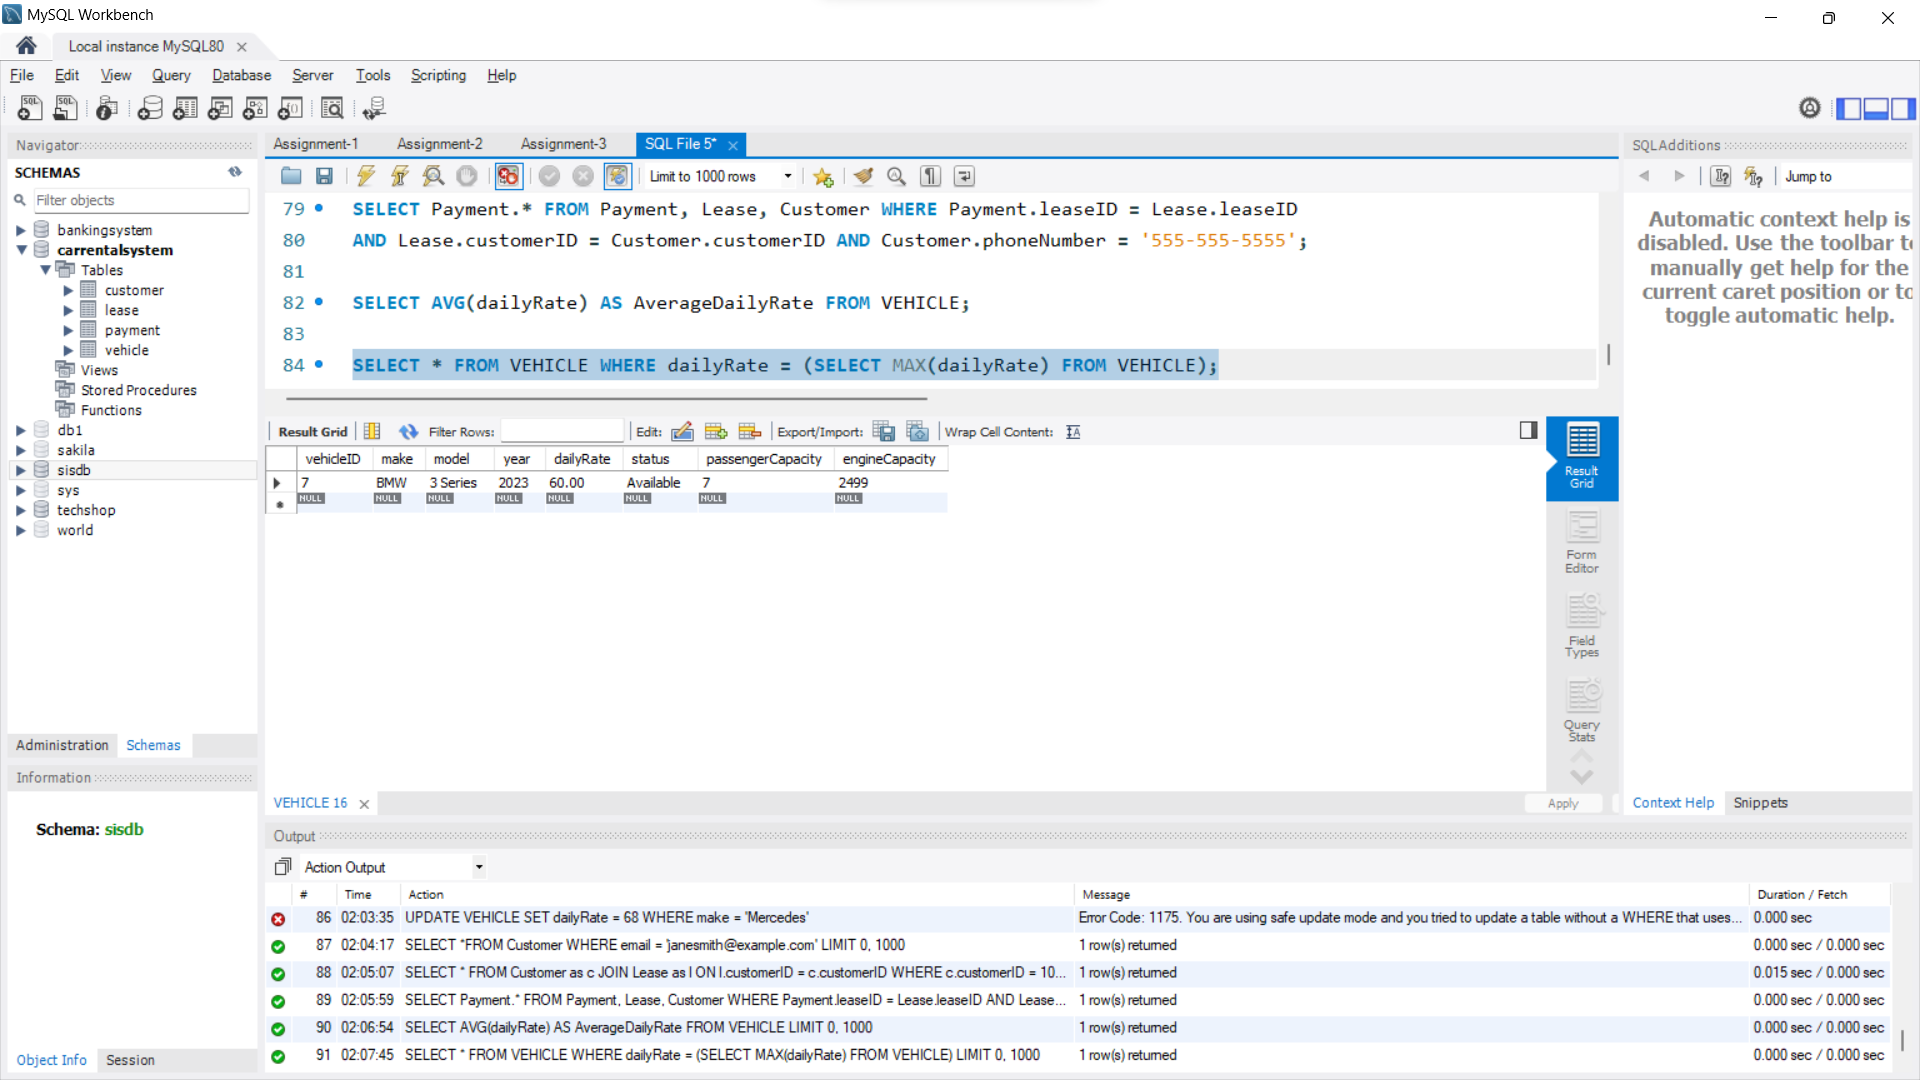 MySQL Workbench
Local instance MySQL80
File Edit View Query Database Server Tools Scripting Help
Navigator
SCHEMAS
Filter objects
bankingsystem
carrentalsystem
Tables
customer
lease
payment
vehicle
Views
Stored Procedures
Functions
db1
sakila
sisdb
sys
techshop
world
Administration Schemas
Information
Schema: sisdb
Object Info Session
Assignment-1 Assignment-2 Assignment-3 SQL File 5*
Limit to 1000 rows
79 SELECT Payment.* FROM Payment, Lease, Customer WHERE Payment.leaseID = Lease.leaseID
80 AND Lease.customerID = Customer.customerID AND Customer.phoneNumber = '555-555-5555';
81
82 SELECT AVG(dailyRate) AS AverageDailyRate FROM VEHICLE;
83
84 SELECT * FROM VEHICLE WHERE dailyRate = (SELECT MAX(dailyRate) FROM VEHICLE);
Result Grid Filter Rows: Edit: Export/Import: Wrap Cell Content:
vehicleID make model year dailyRate status passengerCapacity engineCapacity
7 BMW 3 Series 2023 60.00 Available 7 2499
NULL NULL NULL NULL NULL NULL NULL NULL
Result
Grid
Form
Editor
Field
Types
Query
Stats
VEHICLE 16
Apply
SQLAdditions
Jump to
Automatic context help is
disabled. Use the toolbar to
manually get help for the
current caret position or to
toggle automatic help.
Context Help Snippets
Output
Action Output
# Time Action Message Duration / Fetch
86 02:03:35 UPDATE VEHICLE SET dailyRate = 68 WHERE make = 'Mercedes' Error Code: 1175. You are using safe update mode and you tried to update a table without a WHERE that uses... 0.000 sec
87 02:04:17 SELECT *FROM Customer WHERE email = 'janesmith@example.com' LIMIT 0, 1000 1 row(s) returned 0.000 sec / 0.000 sec
88 02:05:07 SELECT * FROM Customer as c JOIN Lease as l ON l.customerID = c.customerID WHERE c.customerID = 10... 1 row(s) returned 0.015 sec / 0.000 sec
89 02:05:59 SELECT Payment.* FROM Payment, Lease, Customer WHERE Payment.leaseID = Lease.leaseID AND Lease... 1 row(s) returned 0.000 sec / 0.000 sec
90 02:06:54 SELECT AVG(dailyRate) AS AverageDailyRate FROM VEHICLE LIMIT 0, 1000 1 row(s) returned 0.000 sec / 0.000 sec
91 02:07:45 SELECT * FROM VEHICLE WHERE dailyRate = (SELECT MAX(dailyRate) FROM VEHICLE) LIMIT 0, 1000 1 row(s) returned 0.000 sec / 0.000 sec